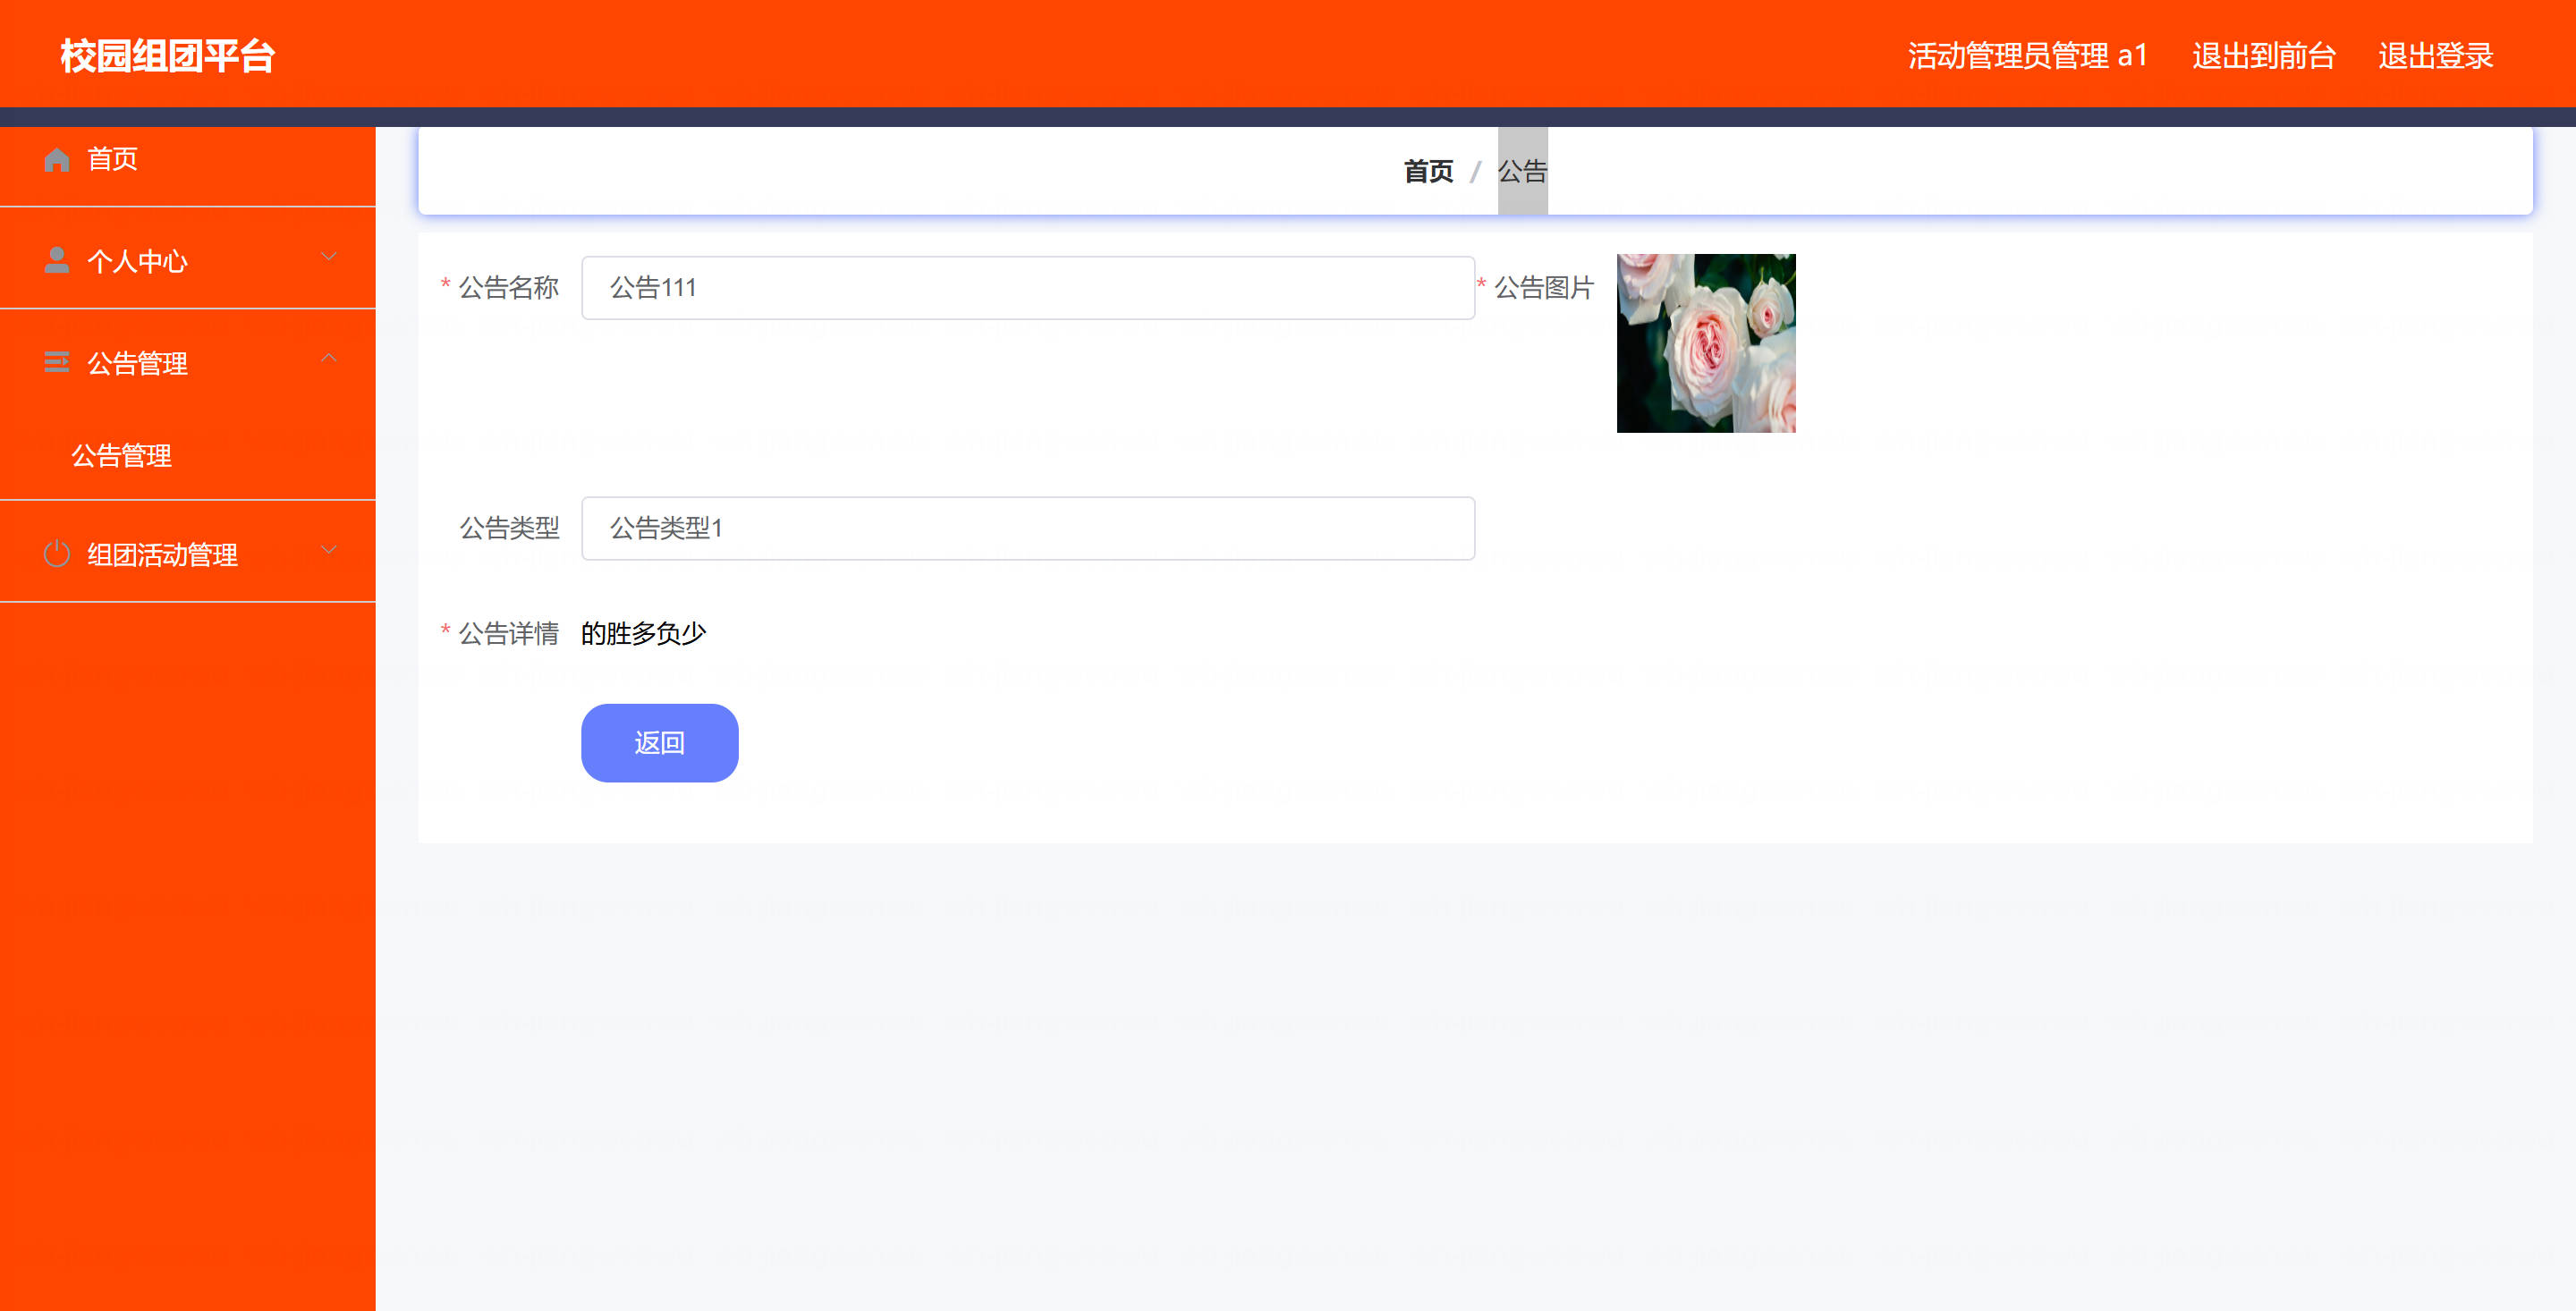 校园组团平台
活动管理员管理 a1 退出到前台 退出登录
首页
个人中心
公告管理
公告管理
组团活动管理
首页 / 公告
* 公告名称 公告111
* 公告图片
公告类型 公告类型1
* 公告详情 的胜多负少
返回